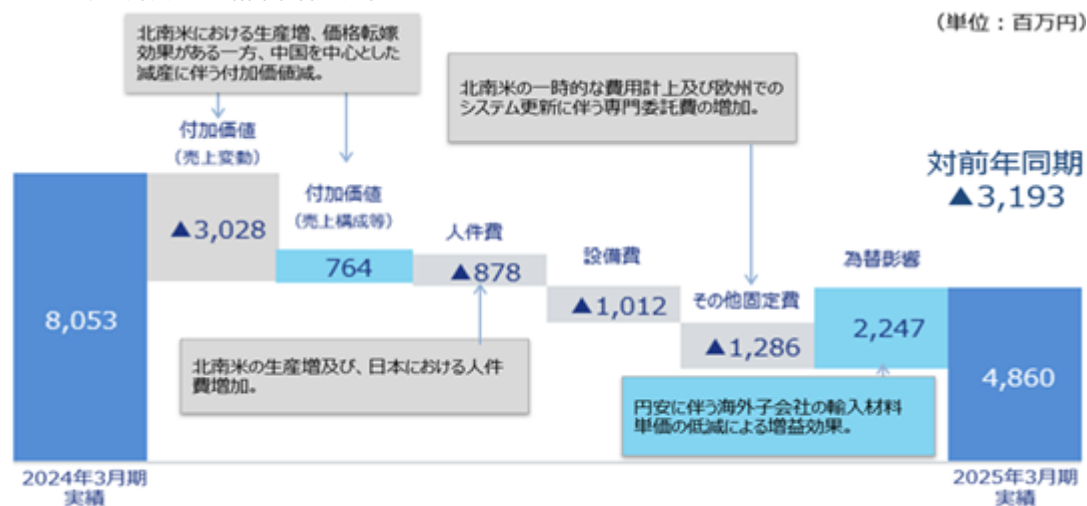 (単位：百万円)
北南米における生産増、価格転嫁
効果がある一方、中国を中心とした
減産に伴う付加価値減。
北南米の一時的な費用計上及び欧州での
システム更新に伴う専門委託費の増加。
対前年同期
▲3,193
付加価値
(売上変動)
▲3,028
付加価値
(売上構成等)
764
人件費
▲878
設備費
▲1,012
その他固定費
▲1,286
為替影響
2,247
8,053
4,860
北南米の生産増及び、日本における人件
費増加。
円安に伴う海外子会社の輸入材料
単価の低減による増益効果。
2024年3月期
実績
2025年3月期
実績